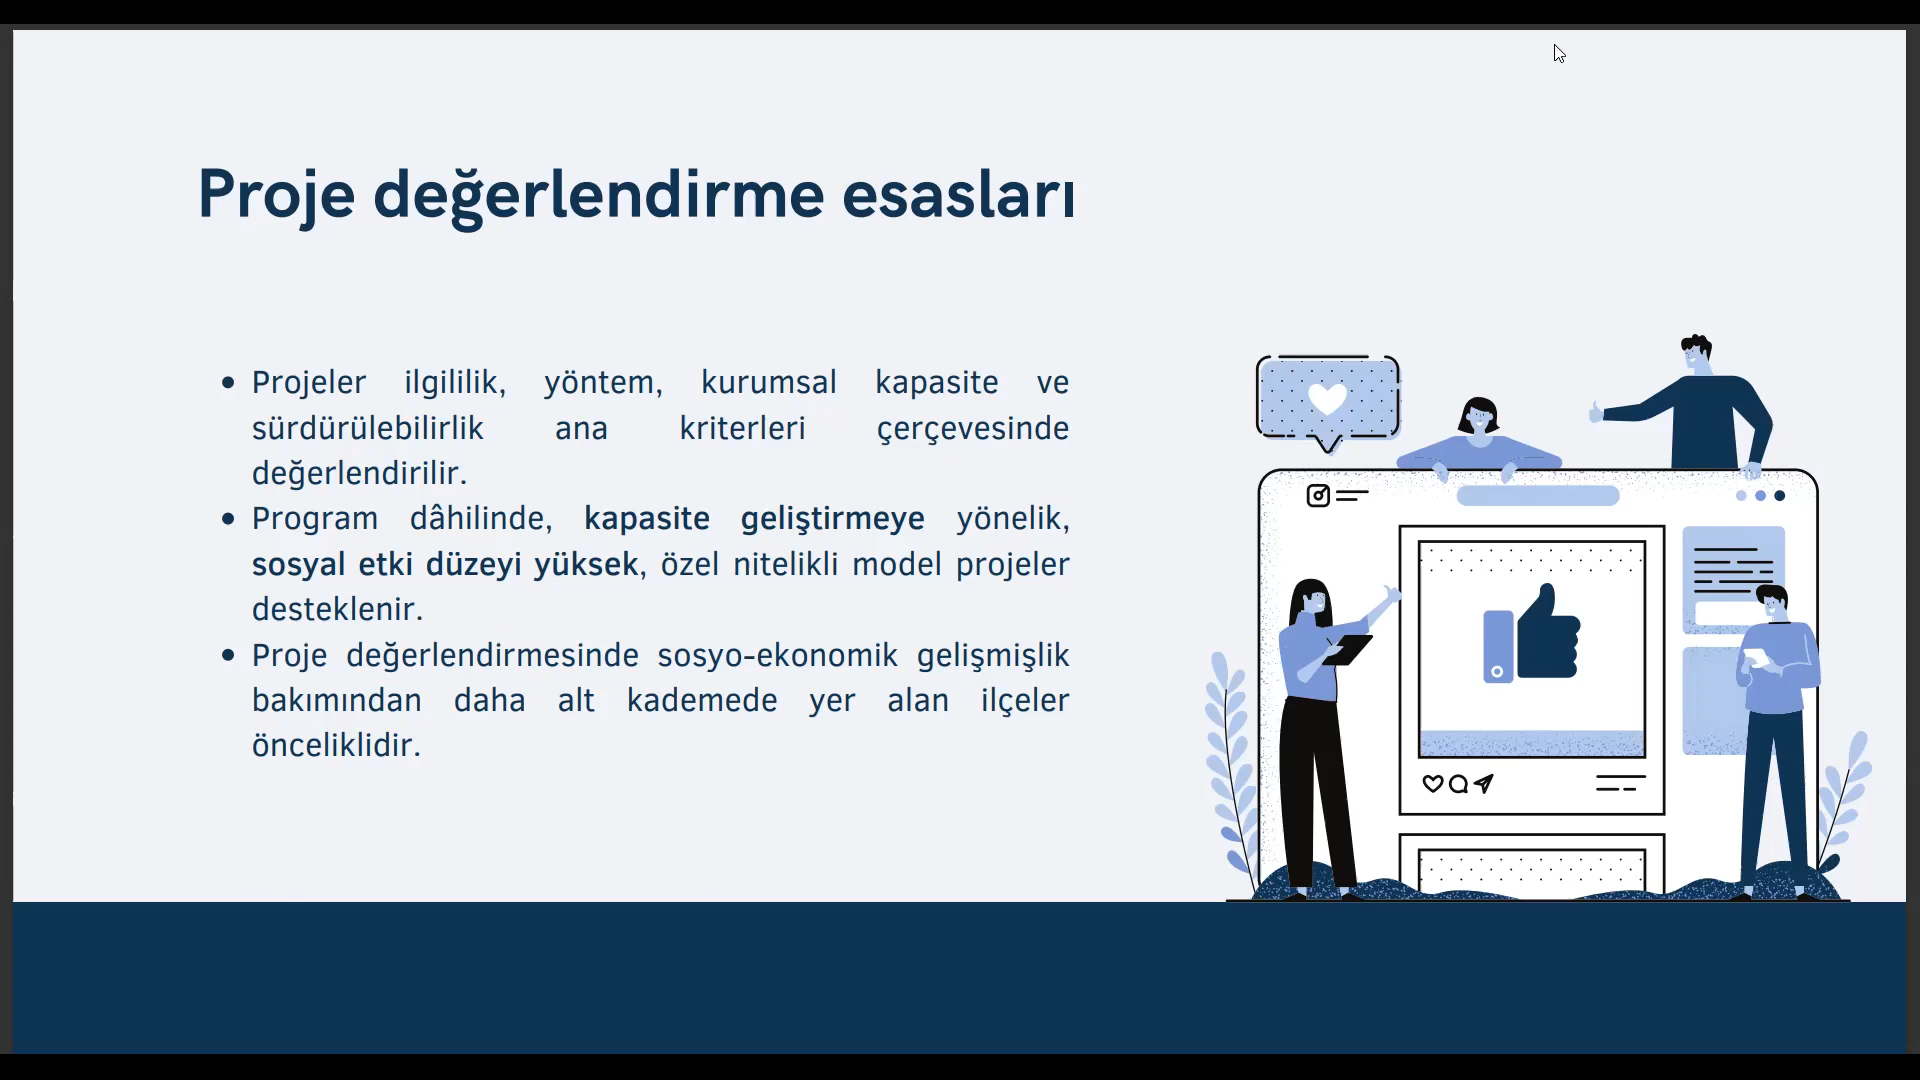 Proje değerlendirme esasları
• Projeler ilgililik, yöntem, kurumsal kapasite ve
sürdürülebilirlik ana kriterleri çerçevesinde
değerlendirilir.
• Program dâhilinde, kapasite geliştirmeye yönelik,
sosyal etki düzeyi yüksek, özel nitelikli model projeler
desteklenir.
• Proje değerlendirmesinde sosyo-ekonomik gelişmişlik
bakımından daha alt kademede yer alan ilçeler
önceliklidir.